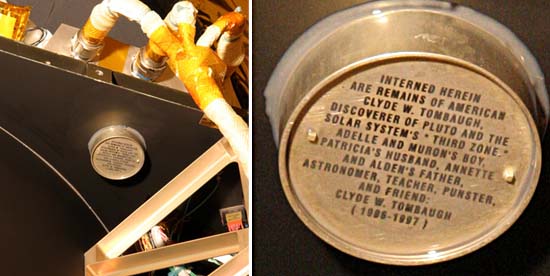 INTERNED HEREIN
ARE REMAINS OF AMERICAN
CLYDE W. TOMBAUGH
DISCOVERER OF PLUTO AND THE
SOLAR SYSTEM'S "THIRD ZONE"
ADELLE AND MURON'S BOY,
PATRICIA'S HUSBAND, ANNETTE
AND ALDEN'S FATHER,
ASTRONOMER, TEACHER, PUNSTER,
AND FRIEND:
CLYDE W. TOMBAUGH
(1906-1997)